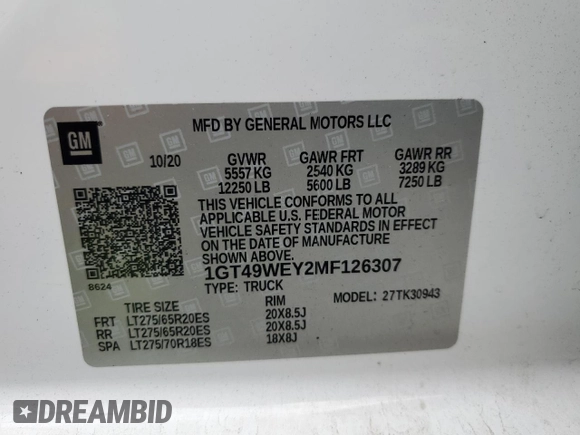 GM
MFD BY GENERAL MOTORS LLC
10/20 GVWR GAWR FRT GAWR RR
5557 KG 2540 KG 3289 KG
12250 LB 5600 LB 7250 LB
THIS VEHICLE CONFORMS TO ALL
APPLICABLE U.S. FEDERAL MOTOR
VEHICLE SAFETY STANDARDS IN EFFECT
ON THE DATE OF MANUFACTURE
SHOWN ABOVE.
1GT49WEY2MF126307
8624
TYPE: TRUCK
MODEL: 27TK30943
TIRE SIZE RIM
FRT LT275/65R20ES 20X8.5J
RR LT275/65R20ES 20X8.5J
SPA LT275/70R18ES 18X8J
DREAMBID